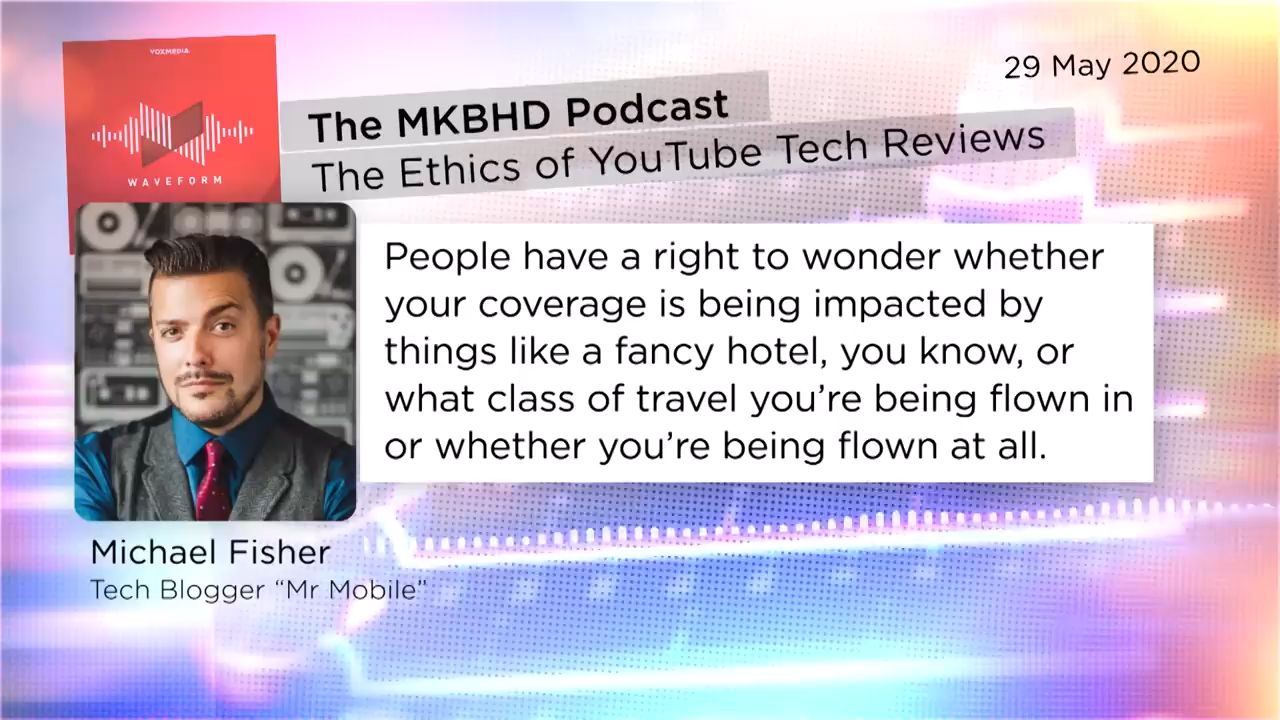 VOXMEDIA
WAVEFORM
29 May 2020
The MKBHD Podcast
The Ethics of YouTube Tech Reviews
People have a right to wonder whether
your coverage is being impacted by
things like a fancy hotel, you know, or
what class of travel you’re being flown in
or whether you’re being flown at all.
Michael Fisher
Tech Blogger “Mr Mobile”